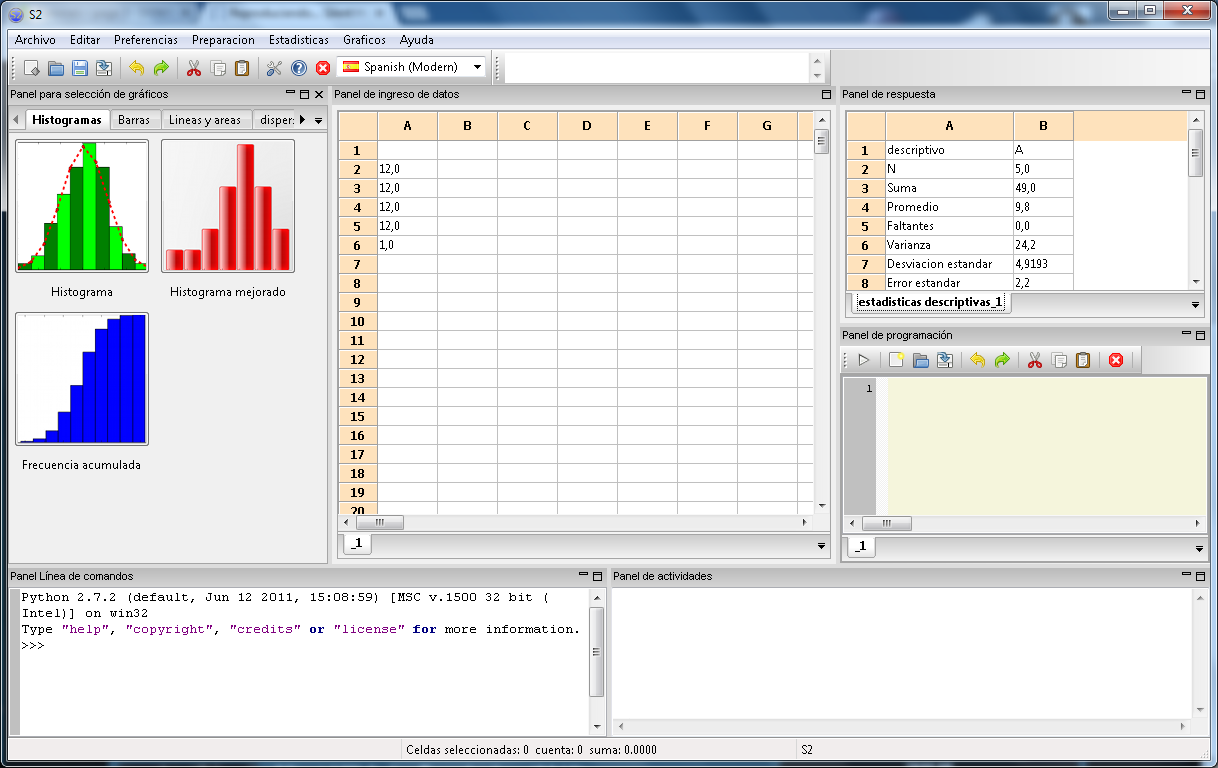 S2
Archivo Editar Preferencias Preparacion Estadisticas Graficos Ayuda
Spanish (Modern)
Panel para selección de gráficos
Histogramas Barras Lineas y areas disper:
Histograma Histograma mejorado
Frecuencia acumulada
Panel de ingreso de datos
A B C D E F G
1
2 12,0
3 12,0
4 12,0
5 12,0
6 1,0
7
8
9
10
11
12
13
14
15
16
17
18
19
20
_1
Panel de respuesta
A B
1 descriptivo A
2 N 5,0
3 Suma 49,0
4 Promedio 9,8
5 Faltantes 0,0
6 Varianza 24,2
7 Desviacion estandar 4,9193
8 Error estandar 2,2
estadisticas descriptivas_1
Panel de programación
1
_1
Panel Línea de comandos
Python 2.7.2 (default, Jun 12 2011, 15:08:59) [MSC v.1500 32 bit (
Intel)] on win32
Type "help", "copyright", "credits" or "license" for more information.
>>>
Panel de actividades
Celdas seleccionadas: 0 cuenta: 0 suma: 0.0000 S2